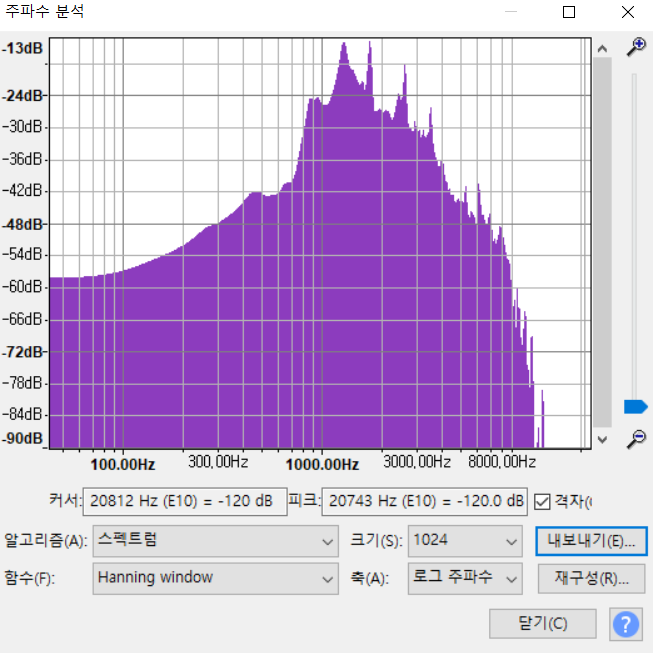 주파수 분석
-13dB
-24dB
-30dB
-36dB
-42dB
-48dB
-54dB
-60dB
-66dB
-72dB
-78dB
-84dB
-90dB
100.00Hz 300,00Hz 1000.00Hz 3000,00Hz 8000,00Hz
커서: 20812 Hz (E10) = -120 dB 피크: 20743 Hz (E10) = -120.0 dB 격자(
알고리즘(A): 스펙트럼 크기(S): 1024 내보내기(E)...
함수(F): Hanning window 축(A): 로그 주파수 재구성(R)...
닫기(C) ?